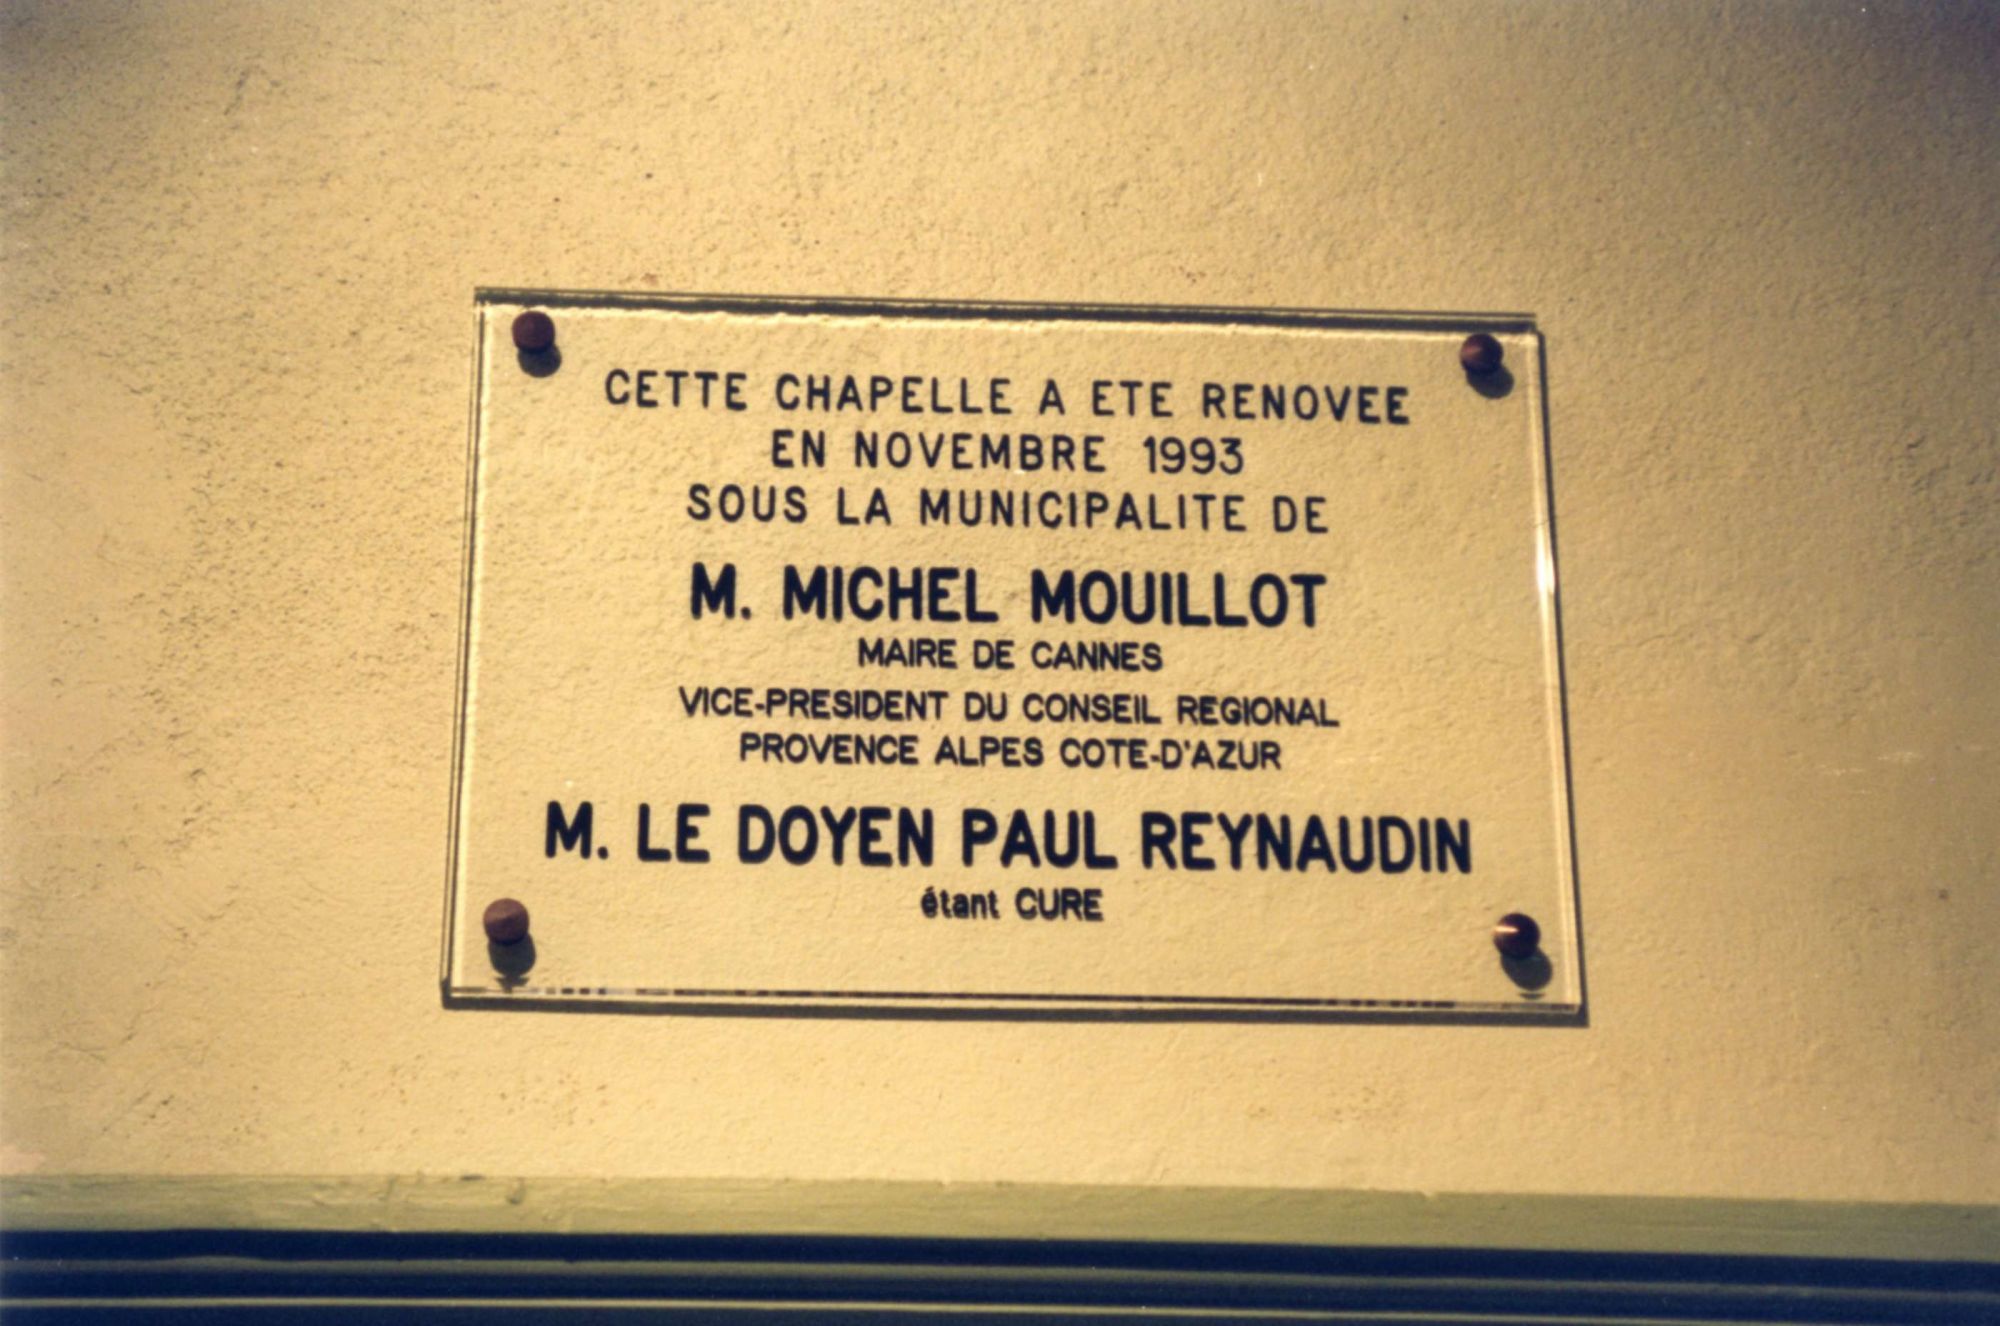 CETTE CHAPELLE A ETE RENOVEE
EN NOVEMBRE 1993
SOUS LA MUNICIPALITE DE
M. MICHEL MOUILLOT
MAIRE DE CANNES
VICE-PRESIDENT DU CONSEIL REGIONAL
PROVENCE ALPES COTE-D'AZUR
M. LE DOYEN PAUL REYNAUDIN
étant CURE